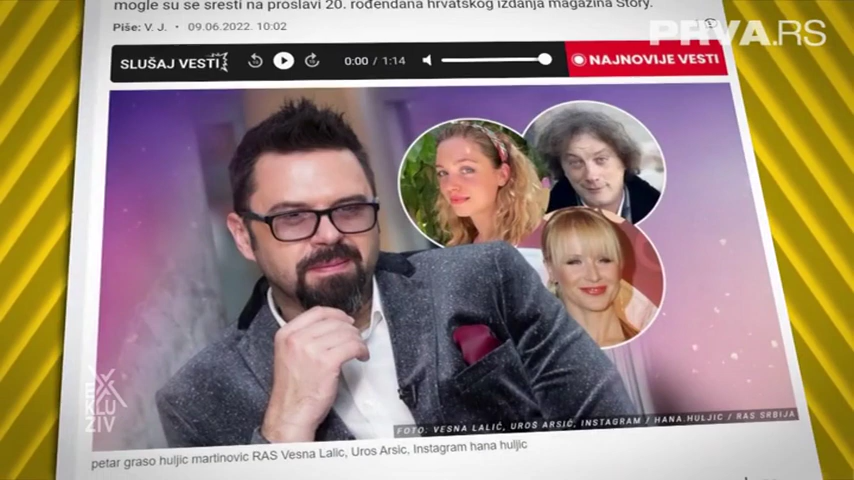 mogle su se sresti na proslavi 20. rođendana hrvatskog izdanja magazina Story.
PRVA.RS
Piše: V. J. • 09.06.2022. 10:02
SLUŠAJ VESTI
0:00 / 1:14
NAJNOVIJE VESTI
EKSKLUZIV
FOTO: VESNA LALIĆ, UROŠ ARSIĆ, INSTAGRAM / HANA.HULJIC / RAS SRBIJA
petar graso huljic martinovic RAS Vesna Lalic, Uros Arsic, Instagram hana huljic